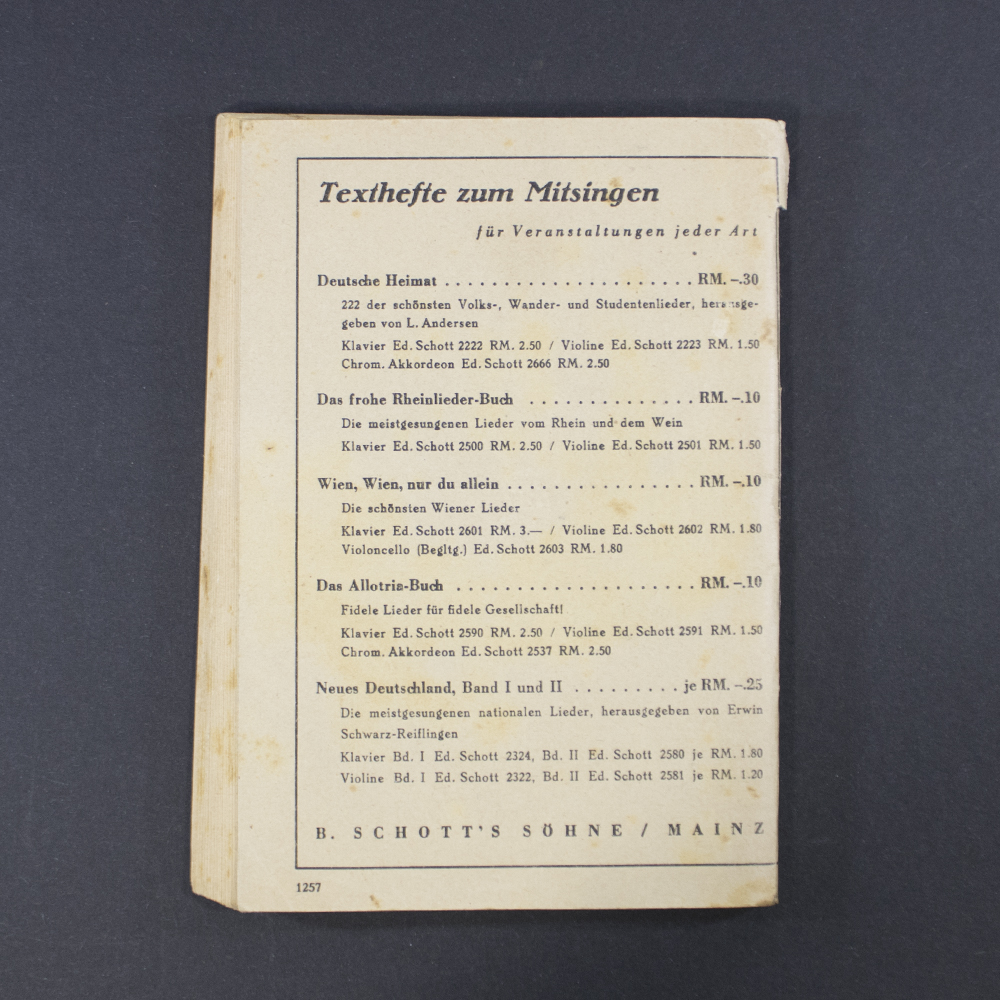 Texthefte zum Mitsingen
für Veranstaltungen jeder Art
Deutsche Heimat . . . . . . . . . . . . . . . . . . . . . RM. –.30
222 der schönsten Volks-, Wander- und Studentenlieder, herausge-
geben von L. Andersen
Klavier Ed. Schott 2222 RM. 2.50 / Violine Ed. Schott 2223 RM. 1.50
Chrom. Akkordeon Ed. Schott 2666 RM. 2.50
Das frohe Rheinlieder-Buch . . . . . . . . . . . . . . RM. –.10
Die meistgesungenen Lieder vom Rhein und dem Wein
Klavier Ed. Schott 2500 RM. 2.50 / Violine Ed. Schott 2501 RM. 1.50
Wien, Wien, nur du allein . . . . . . . . . . . . . . . . RM. –.10
Die schönsten Wiener Lieder
Klavier Ed. Schott 2601 RM. 3.— / Violine Ed. Schott 2602 RM. 1.80
Violoncello (Begltg.) Ed. Schott 2603 RM. 1.80
Das Allotria-Buch . . . . . . . . . . . . . . . . . . . . RM. –.10
Fidele Lieder für fidele Gesellschaft!
Klavier Ed. Schott 2590 RM. 2.50 / Violine Ed. Schott 2591 RM. 1.50
Chrom. Akkordeon Ed. Schott 2537 RM. 2.50
Neues Deutschland, Band I und II . . . . . . . . . je RM. –.25
Die meistgesungenen nationalen Lieder, herausgegeben von Erwin
Schwarz-Reiflingen
Klavier Bd. I Ed. Schott 2324, Bd. II Ed. Schott 2580 je RM. 1.80
Violine Bd. I Ed. Schott 2322, Bd. II Ed. Schott 2581 je RM. 1.20
B. SCHOTT'S SÖHNE / MAINZ
1257